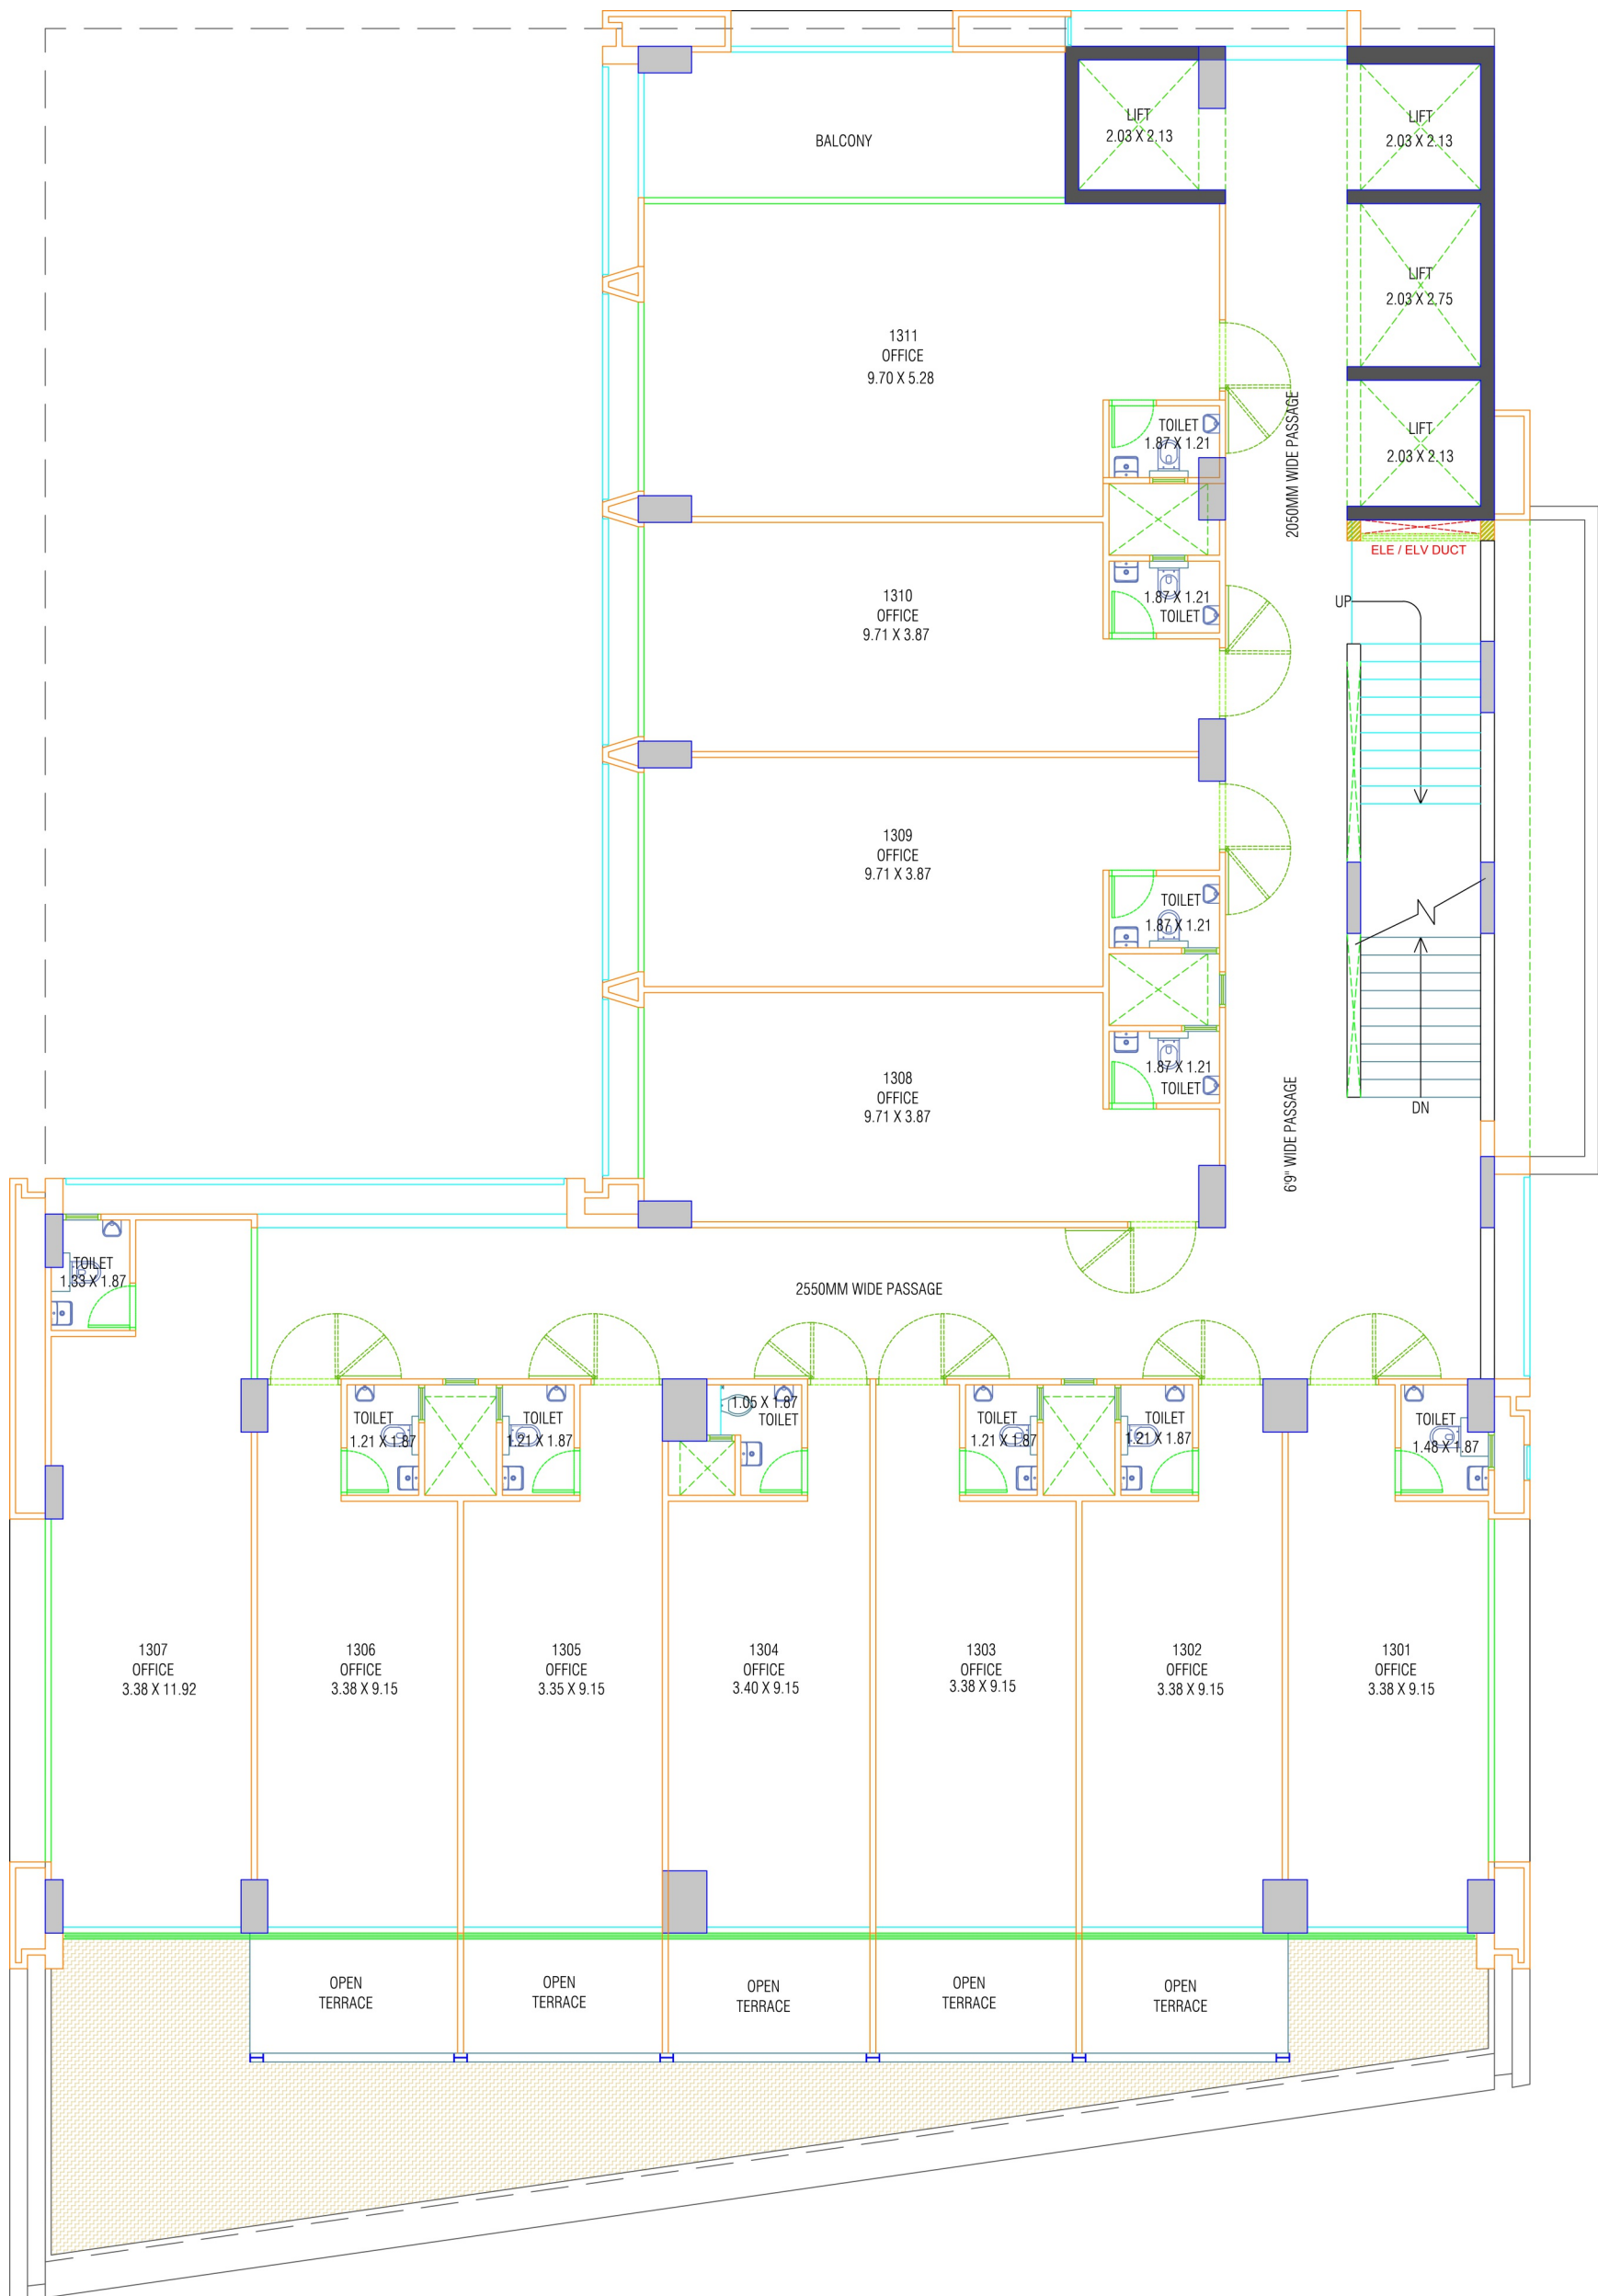 LIFT
2.03 X 2.13
LIFT
2.03 X 2.13
BALCONY
LIFT
2.03 X 2.75
1311
OFFICE
9.70 X 5.28
TOILET
1.87 X 1.21
2050MM WIDE PASSAGE
LIFT
2.03 X 2.13
ELE / ELV DUCT
1310
OFFICE
9.71 X 3.87
1.87 X 1.21
TOILET
UP
1309
OFFICE
9.71 X 3.87
TOILET
1.87 X 1.21
1308
OFFICE
9.71 X 3.87
1.87 X 1.21
TOILET
6'9" WIDE PASSAGE
DN
TOILET
1.33 X 1.87
2550MM WIDE PASSAGE
TOILET
1.21 X 1.87
TOILET
1.21 X 1.87
1.05 X 1.87
TOILET
TOILET
1.21 X 1.87
TOILET
1.21 X 1.87
TOILET
1.48 X 1.87
1307
OFFICE
3.38 X 11.92
1306
OFFICE
3.38 X 9.15
1305
OFFICE
3.35 X 9.15
1304
OFFICE
3.40 X 9.15
1303
OFFICE
3.38 X 9.15
1302
OFFICE
3.38 X 9.15
1301
OFFICE
3.38 X 9.15
OPEN
TERRACE
OPEN
TERRACE
OPEN
TERRACE
OPEN
TERRACE
OPEN
TERRACE